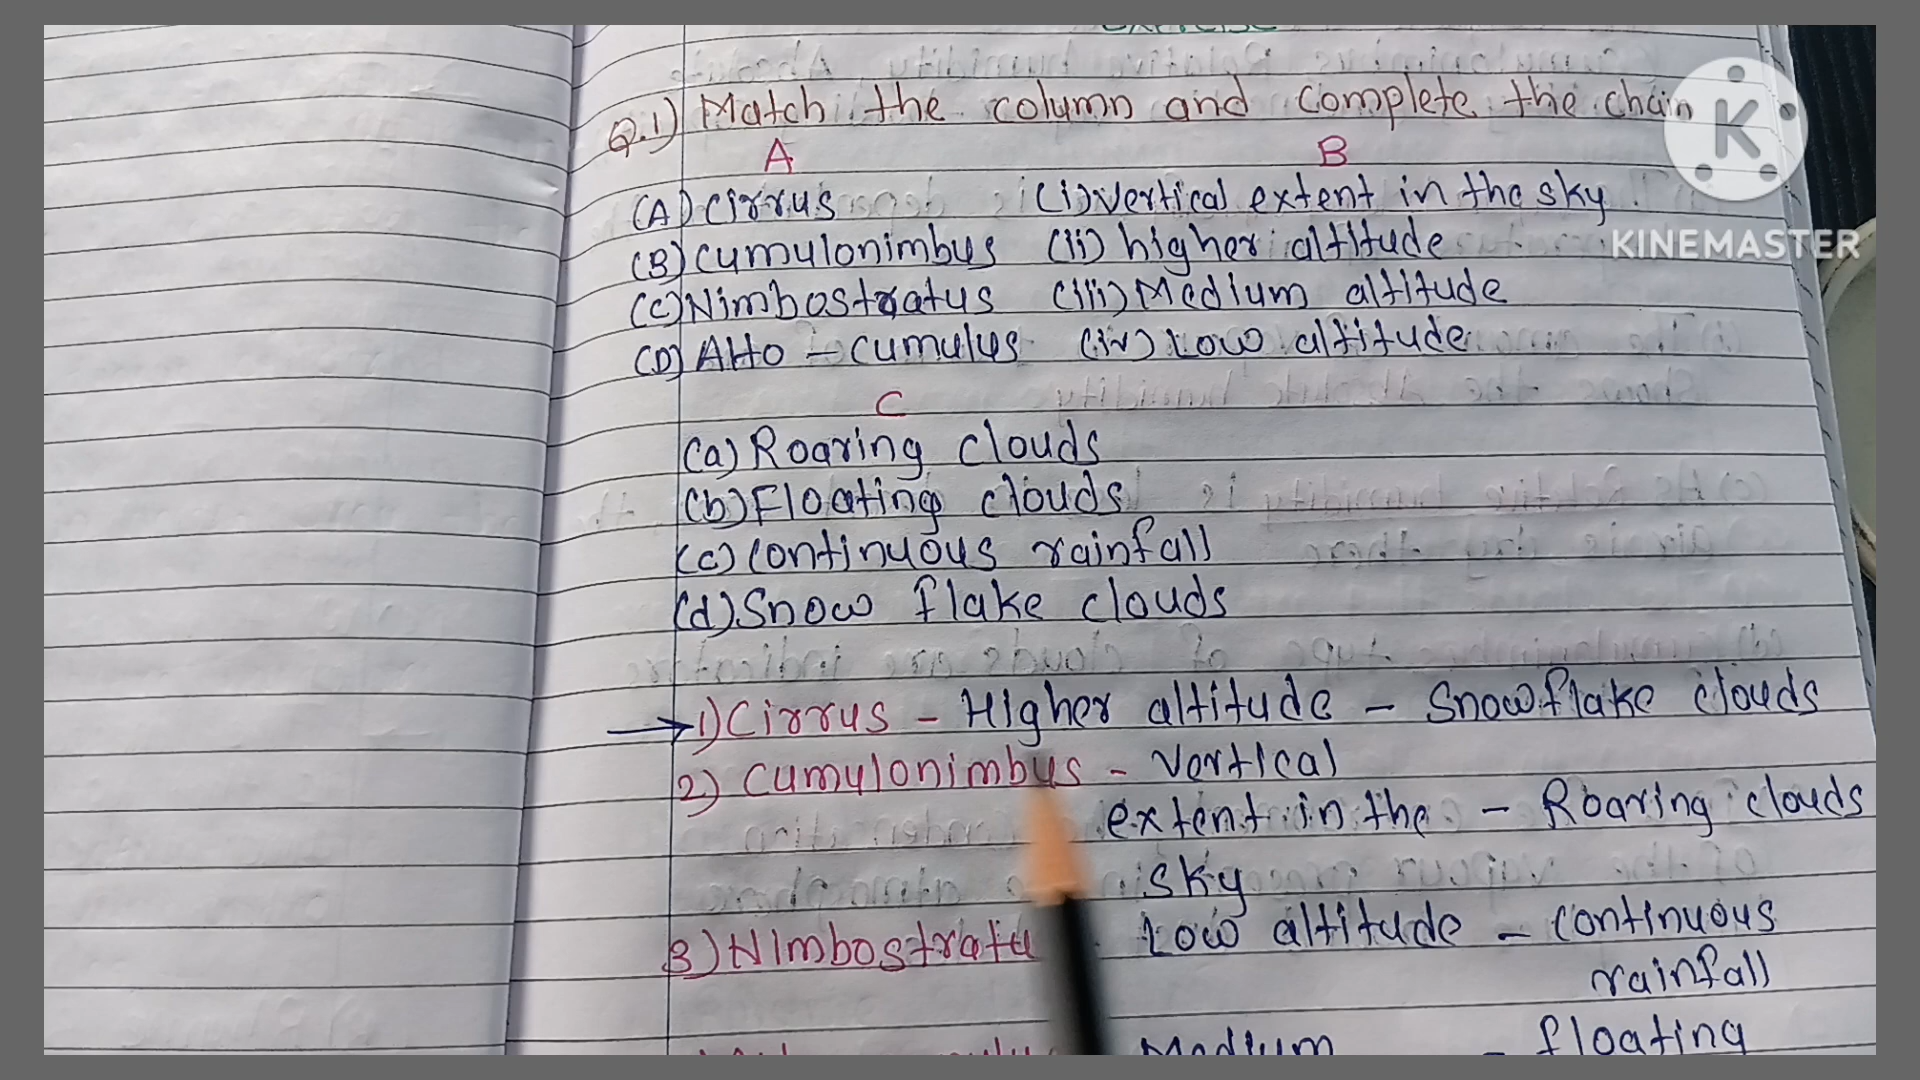 EXERCISE
Q.1) Match the column and complete the chain
A B
(A) Cirrus (i) Vertical extent in the sky
(B) Cumulonimbus (ii) higher altitude
(C) Nimbostratus (iii) Medium altitude
(D) Alto - cumulus (iv) Low altitude
C
(a) Roaring clouds
(b) Floating clouds
(c) continuous rainfall
(d) Snow flake clouds
→ 1) Cirrus - Higher altitude - Snowflake clouds
2) Cumulonimbus - Vertical
extent in the - Roaring clouds
sky
3) Nimbostratu Low altitude - continuous
rainfall
Medium - floating
K
KINEMASTER